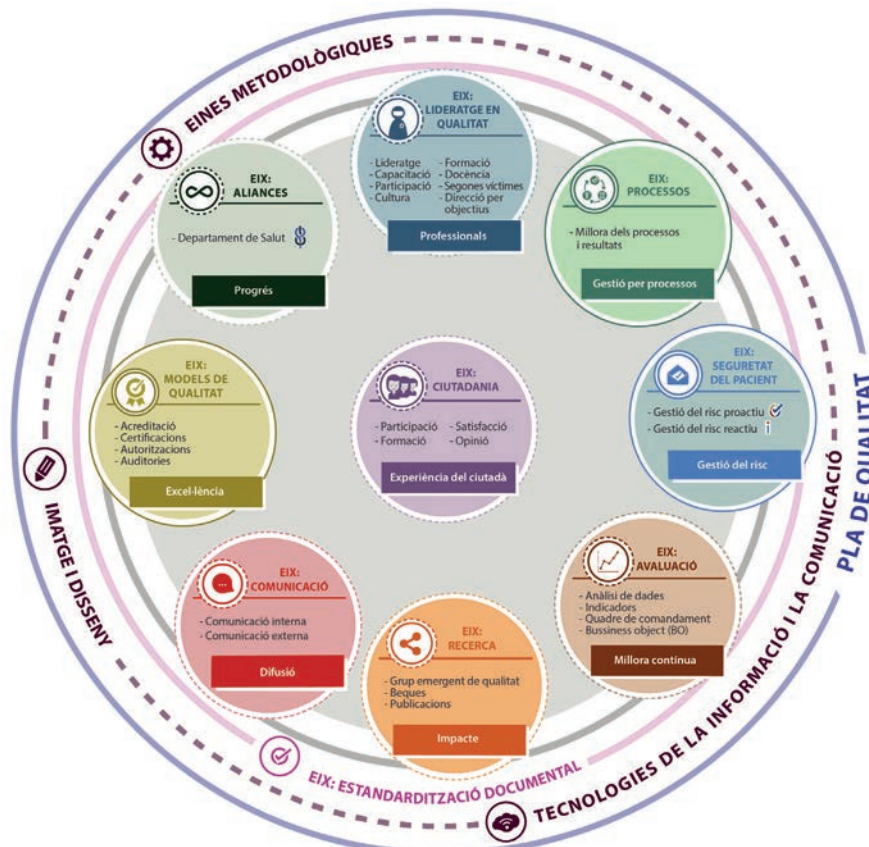 EINES METODOLÒGIQUES
EIX:
LIDERATGE EN
QUALITAT
- Lideratge
- Capacitació
- Participació
- Cultura
- Formació
- Docència
- Segones víctimes
- Direcció per
objectius
Professionals
EIX:
ALIANCES
- Departament de Salut
Progrés
EIX:
PROCESSOS
- Millora dels processos
i resultats
Gestió per processos
EIX:
MODELS DE
QUALITAT
- Acreditació
- Certificacions
- Autoritzacions
- Auditories
Excel·lència
EIX:
CIUTADANIA
- Participació
- Formació
- Satisfacció
- Opinió
Experiència del ciutadà
EIX:
SEGURETAT
DEL PACIENT
- Gestió del risc proactiu
- Gestió del risc reactiu
Gestió del risc
EIX:
COMUNICACIÓ
- Comunicació interna
- Comunicació externa
Difusió
EIX:
RECERCA
- Grup emergent de qualitat
- Beques
- Publicacions
Impacte
EIX:
AVALUACIÓ
- Anàlisi de dades
- Indicadors
- Quadre de comandament
- Bussiness object (BO)
Millora contínua
IMATGE I DISSENY
EIX: ESTANDARDITZACIÓ DOCUMENTAL
TECNOLOGIES DE LA INFORMACIÓ I LA COMUNICACIÓ
PLA DE QUALITAT